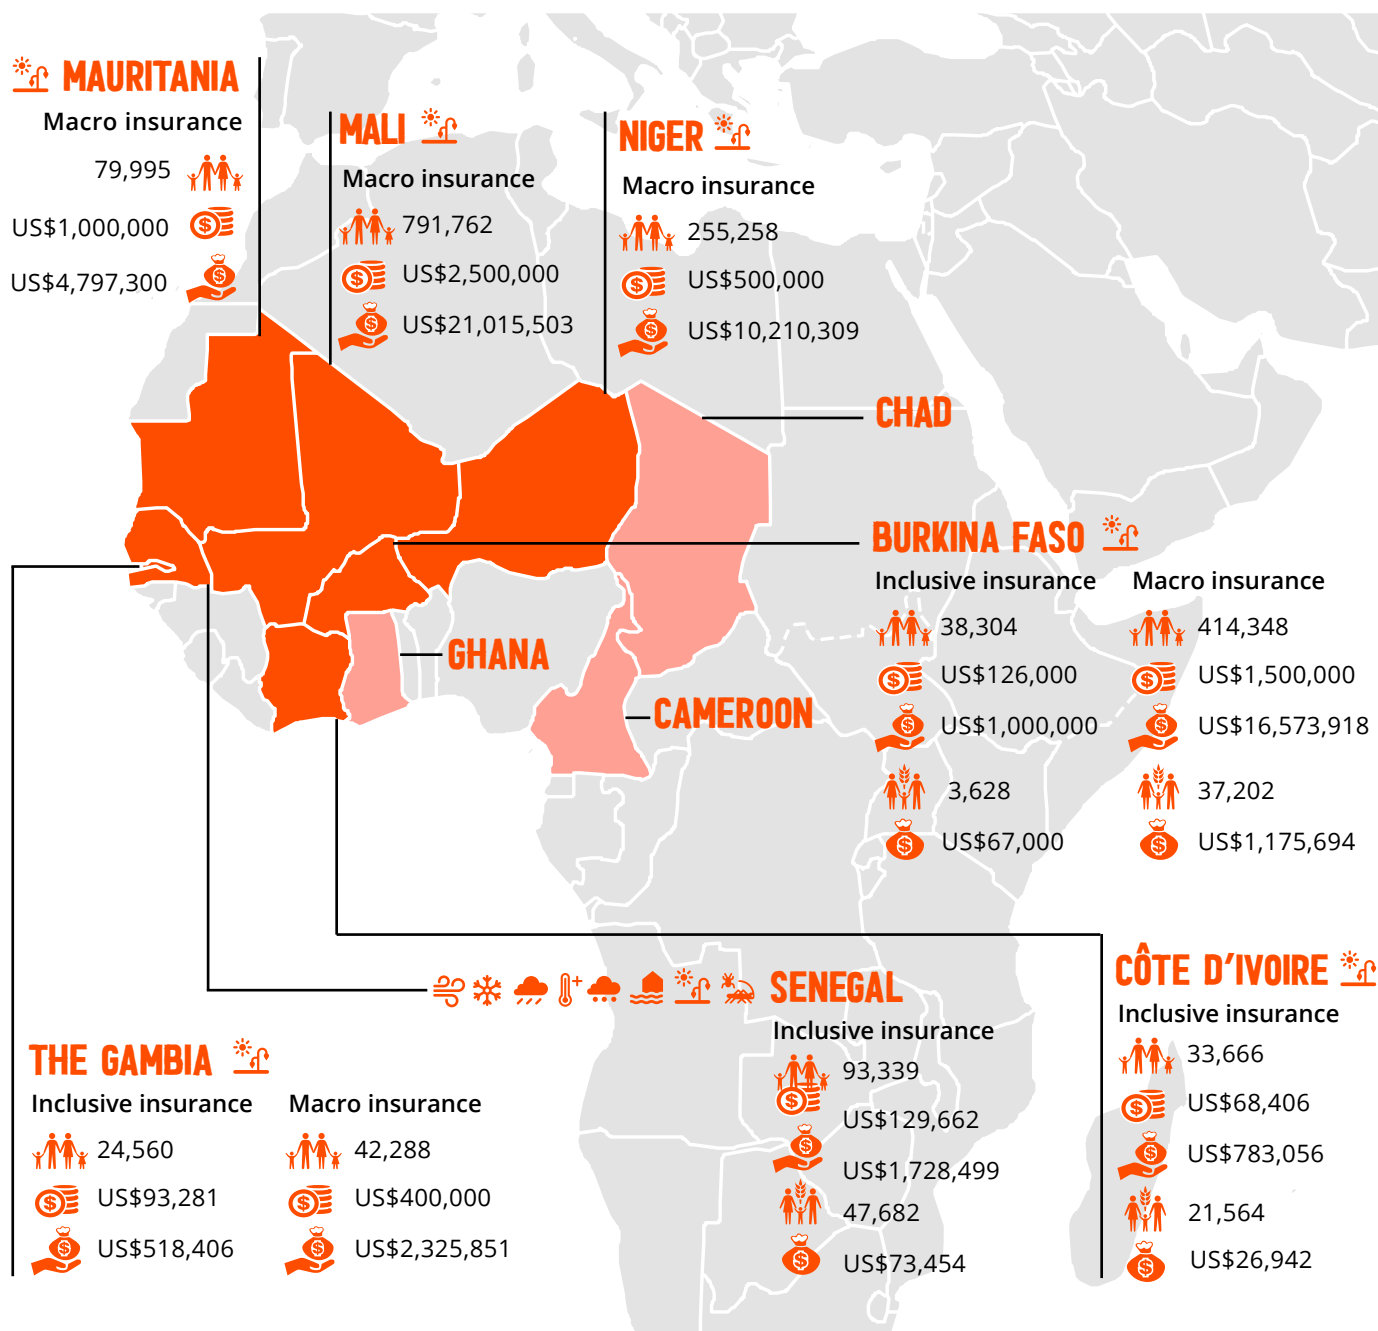 MAURITANIA
Macro insurance
79,995
US$1,000,000
US$4,797,300
MALI
Macro insurance
791,762
US$2,500,000
US$21,015,503
NIGER
Macro insurance
255,258
US$500,000
US$10,210,309
CHAD
BURKINA FASO
Inclusive insurance
38,304
US$126,000
US$1,000,000
3,628
US$67,000
Macro insurance
414,348
US$1,500,000
US$16,573,918
37,202
US$1,175,694
GHANA
CAMEROON
SENEGAL
Inclusive insurance
93,339
US$129,662
US$1,728,499
47,682
US$73,454
CÔTE D'IVOIRE
Inclusive insurance
33,666
US$68,406
US$783,056
21,564
US$26,942
THE GAMBIA
Inclusive insurance
24,560
US$93,281
US$518,406
Macro insurance
42,288
US$400,000
US$2,325,851